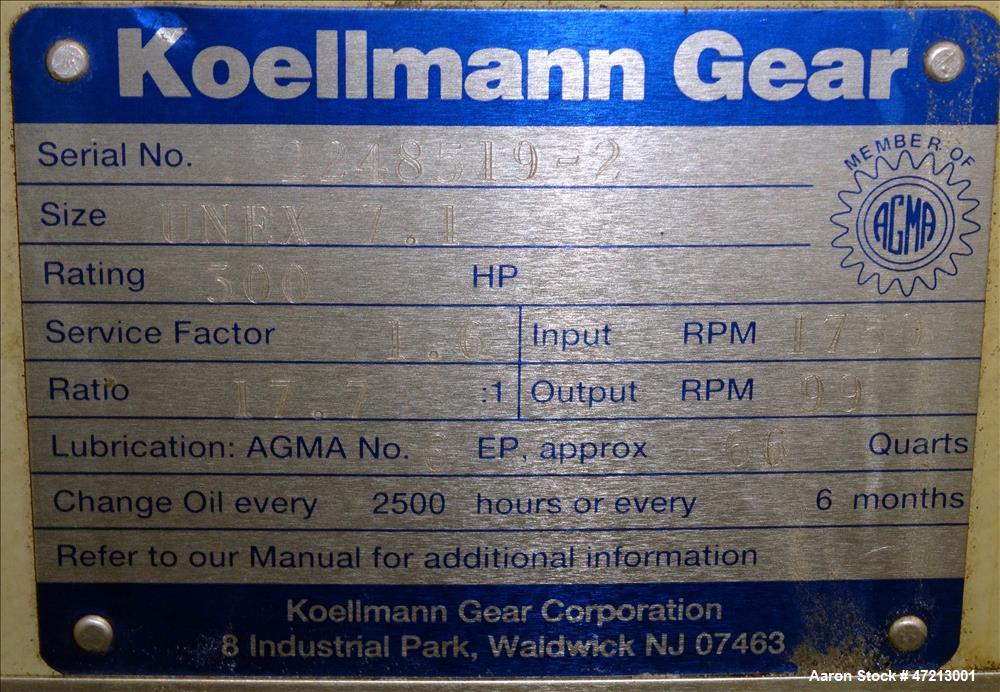 Koellmann Gear
Serial No. 1248519-2
MEMBER OF
AGMA
Size UNEX 7.1
Rating 300 HP
Service Factor 1.6 Input RPM 1750
Ratio 17.7 :1 Output RPM 99
Lubrication: AGMA No. EP, approx 66 Quarts
Change Oil every 2500 hours or every 6 months
Refer to our Manual for additional information
Koellmann Gear Corporation
8 Industrial Park, Waldwick NJ 07463
Aaron Stock # 47213001